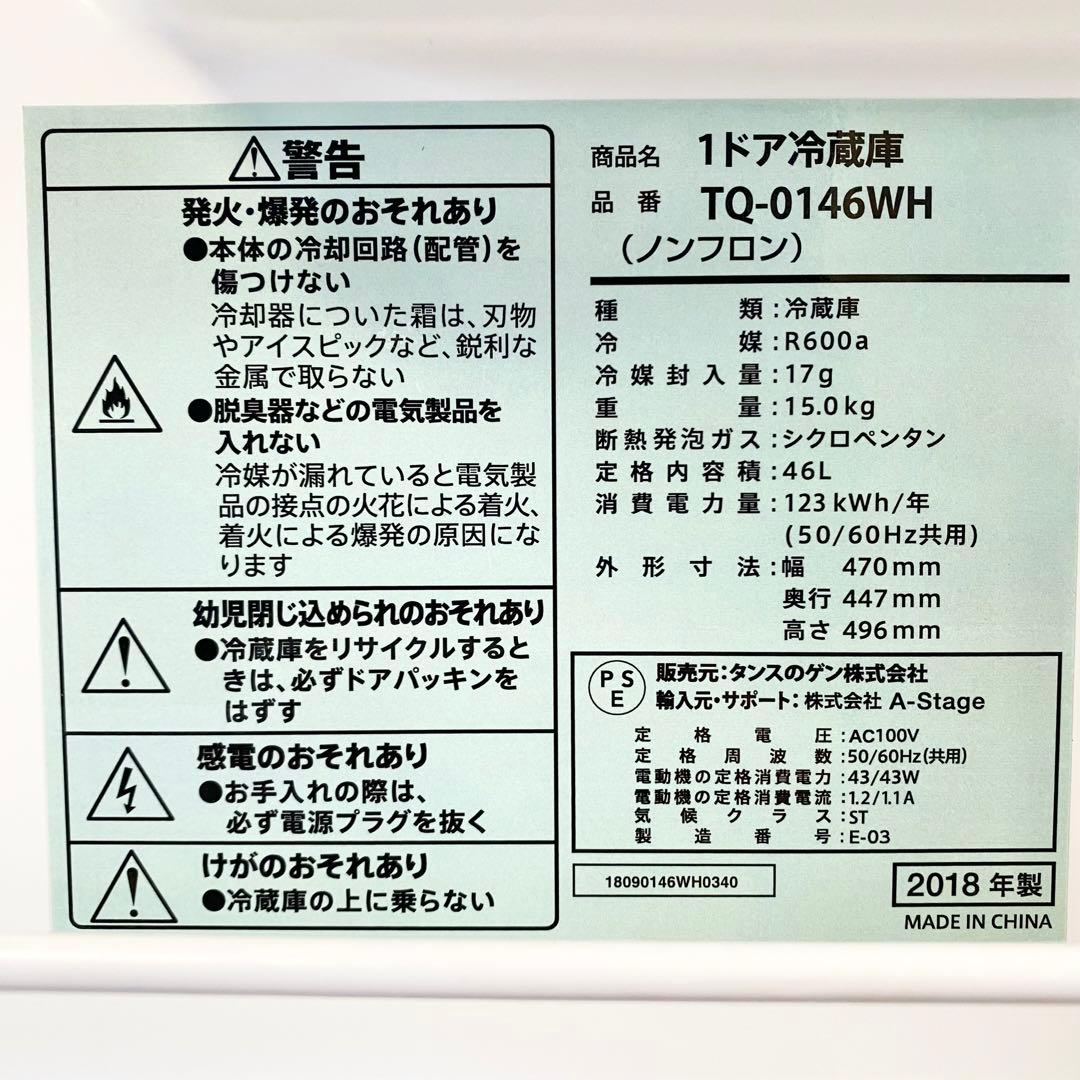 警告
発火・爆発のおそれあり
●本体の冷却回路(配管)を
傷つけない
冷却器についた霜は、刃物
やアイスピックなど、鋭利な
金属で取らない
●脱臭器などの電気製品を
入れない
冷媒が漏れていると電気製
品の接点の火花による着火、
着火による爆発の原因にな
ります
幼児閉じ込められのおそれあり
●冷蔵庫をリサイクルすると
きは、必ずドアパッキンを
はずす
感電のおそれあり
●お手入れの際は、
必ず電源プラグを抜く
けがのおそれあり
●冷蔵庫の上に乗らない
商品名 1ドア冷蔵庫
品番 TQ-0146WH
(ノンフロン)
種類:冷蔵庫
冷媒:R600a
冷媒封入量:17g
重量:15.0kg
断熱発泡ガス:シクロペンタン
定格内容積:46L
消費電力量:123kWh/年
(50/60Hz共用)
外形寸法:幅 470mm
奥行 447mm
高さ 496mm
PSE
販売元:タンスのゲン株式会社
輸入元・サポート:株式会社 A-Stage
定格電圧:AC100V
定格周波数:50/60Hz(共用)
電動機の定格消費電力:43/43W
電動機の定格消費電流:1.2/1.1A
気候クラス:ST
製造番号:E-03
18090146WH0340
2018 年製
MADE IN CHINA